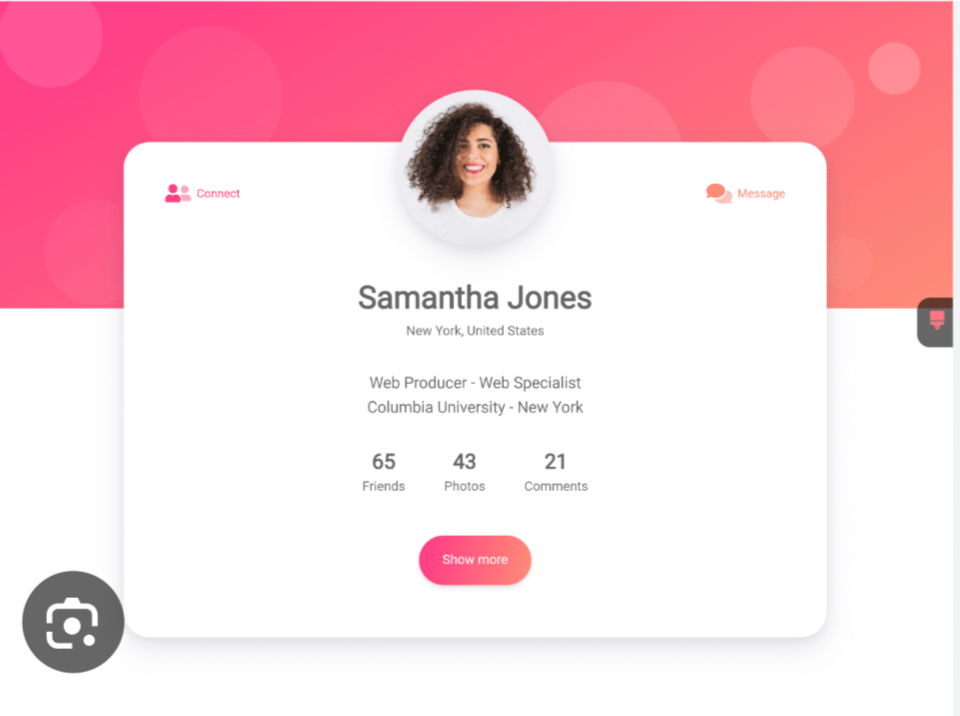 Connect
Message
Samantha Jones
New York, United States
Web Producer - Web Specialist
Columbia University - New York
65 43 21
Friends Photos Comments
Show more